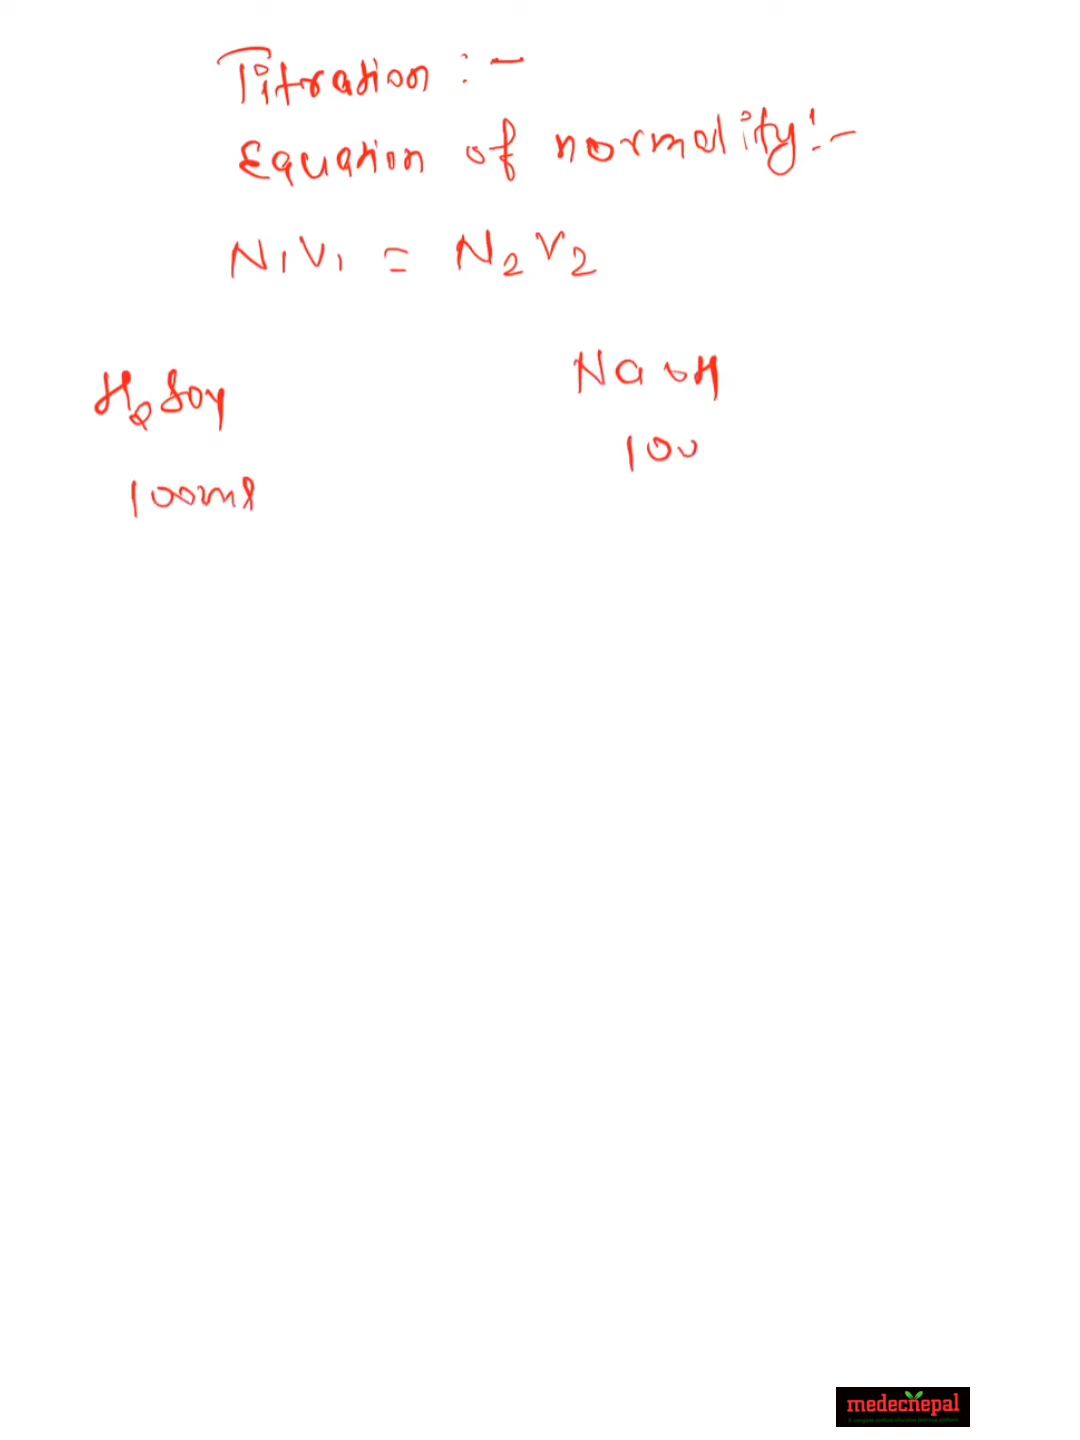 Titration :-
Equation of normality :-
N1V1 = N2V2
H2SO4 NaOH
100ml 100
medecnepal